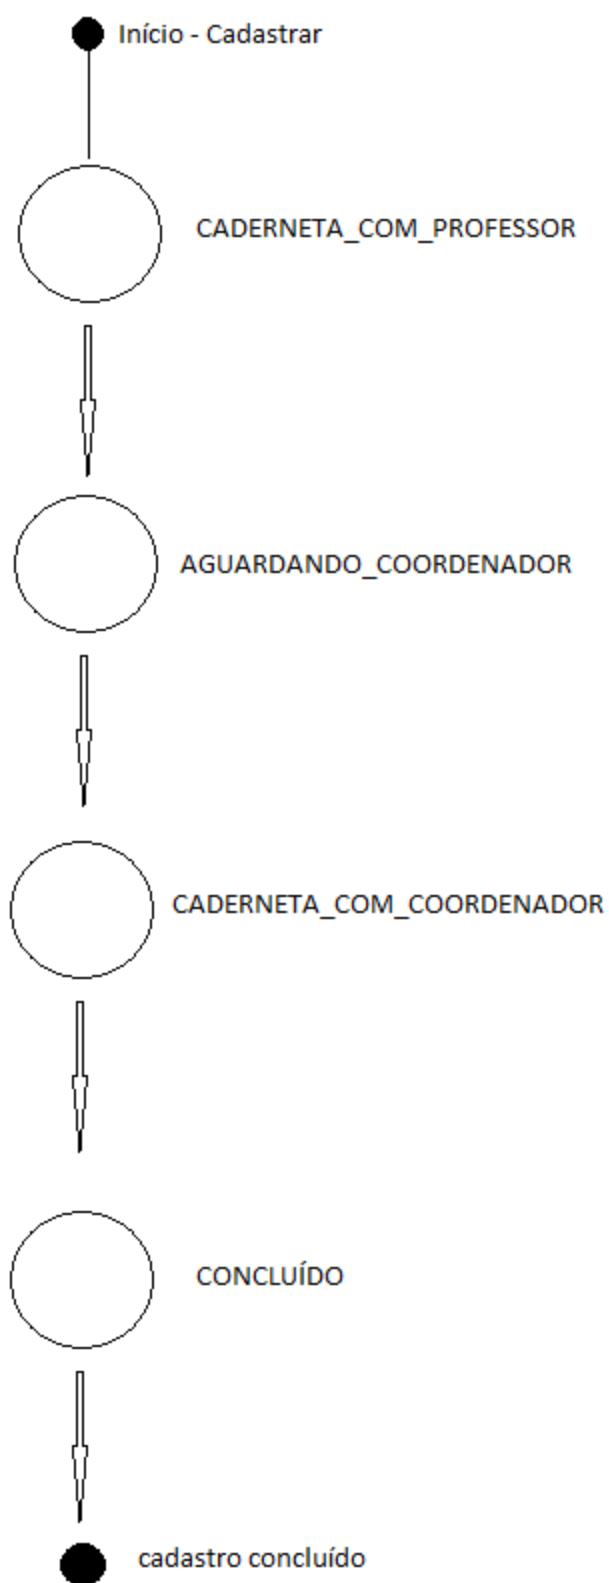 Início - Cadastrar
CADERNETA_COM_PROFESSOR
AGUARDANDO_COORDENADOR
CADERNETA_COM_COORDENADOR
CONCLUÍDO
cadastro concluído